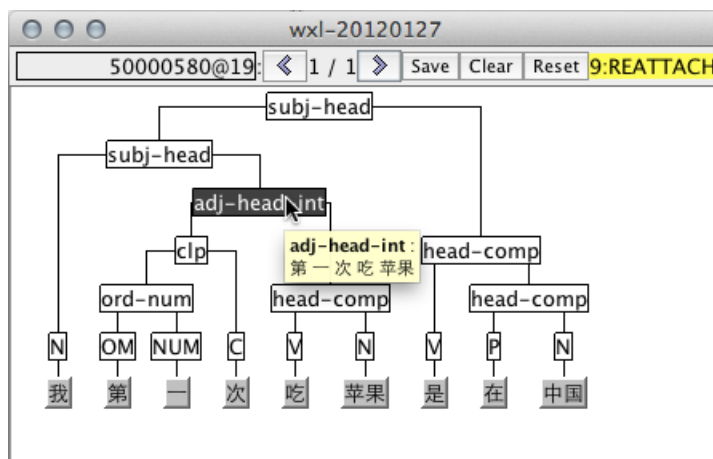 wxl-20120127
50000580@19: 1 / 1 Save Clear Reset 9:REATTACH
subj-head
subj-head
adj-head-int
adj-head-int :
第 一 次 吃 苹果
clp head-comp
ord-num head-comp head-comp
N OM NUM C V N V P N
我 第 一 次 吃 苹果 是 在 中国